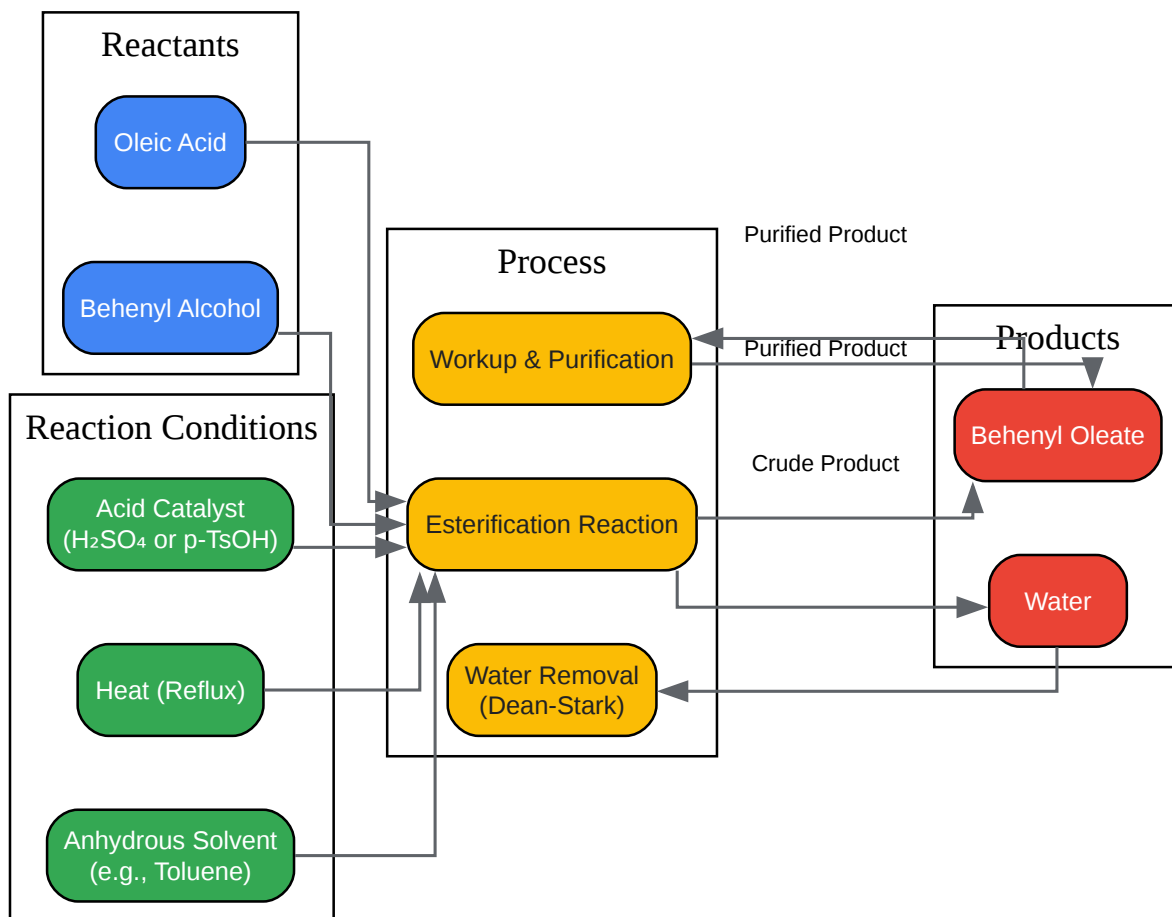 Reactants
Oleic Acid
Behenyl Alcohol
Reaction Conditions
Acid Catalyst
(H₂SO₄ or p-TsOH)
Heat (Reflux)
Anhydrous Solvent
(e.g., Toluene)
Process
Workup & Purification
Esterification Reaction
Water Removal
(Dean-Stark)
Purified Product
Purified Product
Crude Product
Products
Behenyl Oleate
Water